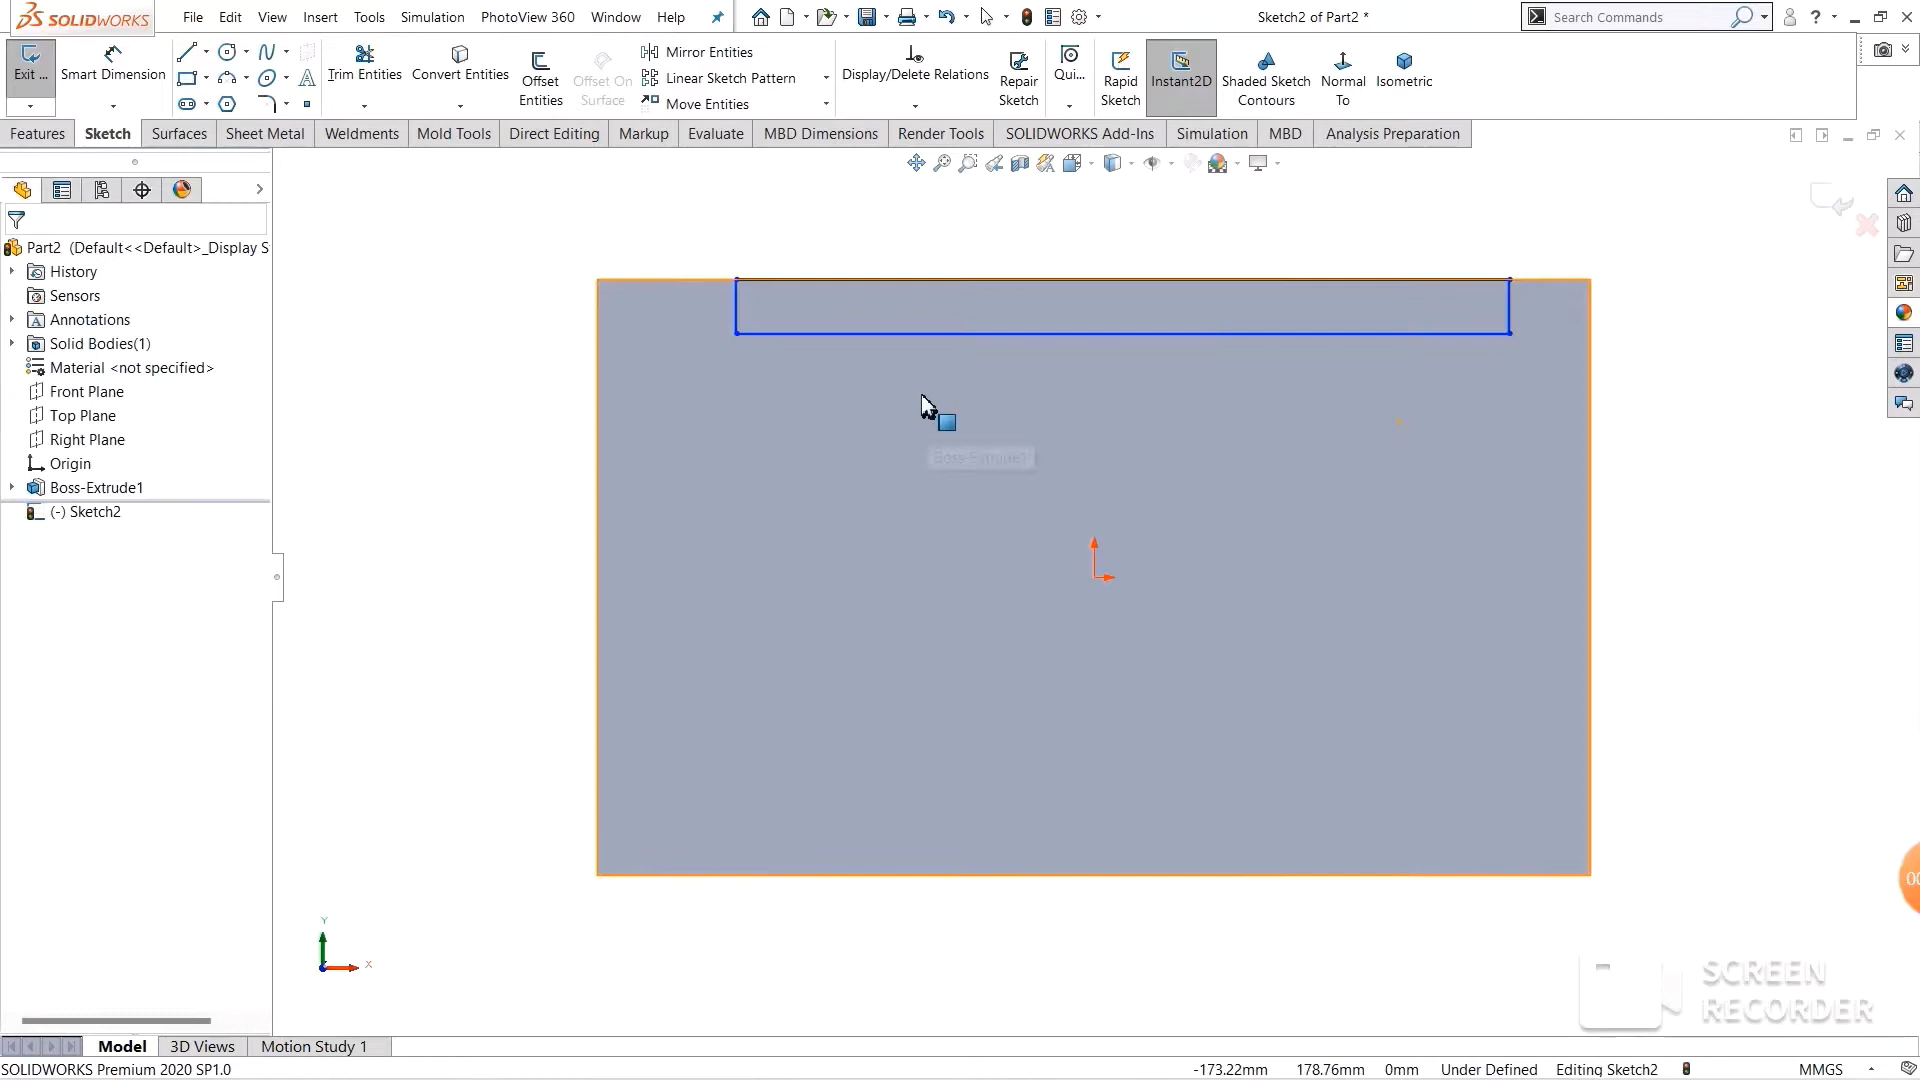 SOLIDWORKS
File Edit View Insert Tools Simulation PhotoView 360 Window Help
Sketch2 of Part2 *
Search Commands
Exit ...
Smart Dimension
Trim Entities
Convert Entities
Offset Entities
Offset On Surface
Mirror Entities
Linear Sketch Pattern
Move Entities
Display/Delete Relations
Repair Sketch
Qui...
Rapid Sketch
Instant2D
Shaded Sketch Contours
Normal To
Isometric
Features Sketch Surfaces Sheet Metal Weldments Mold Tools Direct Editing Markup Evaluate MBD Dimensions Render Tools SOLIDWORKS Add-Ins Simulation MBD Analysis Preparation
Part2 (Default<<Default>_Display S
History
Sensors
Annotations
Solid Bodies(1)
Material <not specified>
Front Plane
Top Plane
Right Plane
Origin
Boss-Extrude1
(-) Sketch2
Boss-Extrude1
00
Y
X
SCREEN
RECORDER
Model 3D Views Motion Study 1
SOLIDWORKS Premium 2020 SP1.0
-173.22mm 178.76mm 0mm Under Defined Editing Sketch2 MMGS